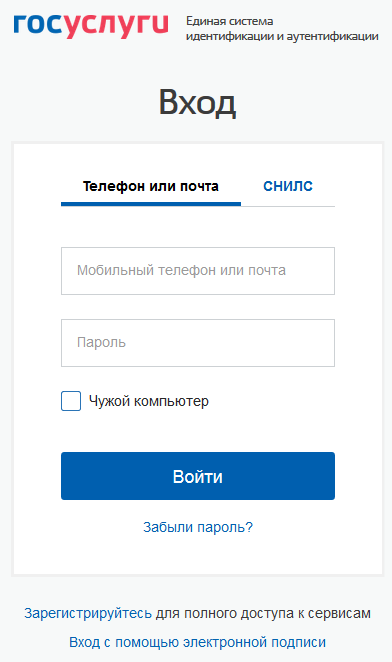 госуслуги
Единая система
идентификации и аутентификации
Вход
Телефон или почта СНИЛС
Мобильный телефон или почта
Пароль
Чужой компьютер
Войти
Забыли пароль?
Зарегистрируйтесь для полного доступа к сервисам
Вход с помощью электронной подписи